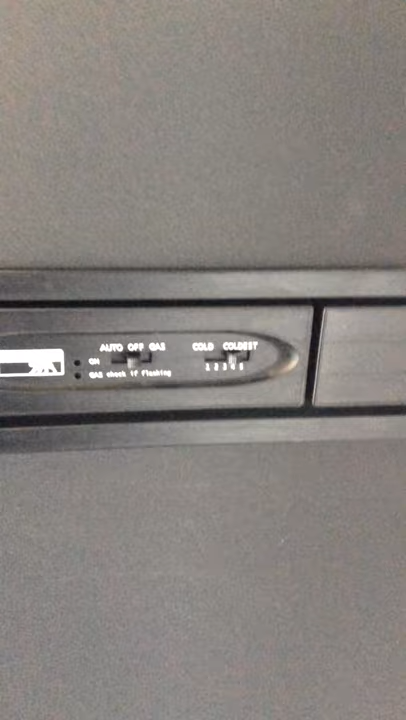 AUTO OFF GAS
COLD COLDEST
ON
GAS check if flashing
1 2 3 4 5